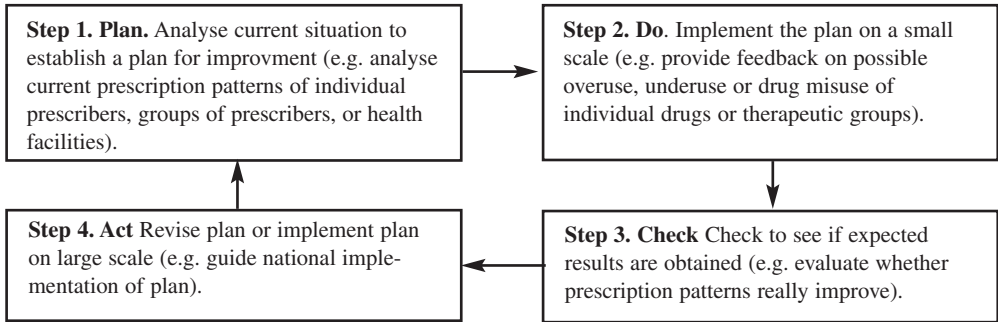 Step 1. Plan. Analyse current situation to
establish a plan for improvment (e.g. analyse
current prescription patterns of individual
prescribers, groups of prescribers, or health
facilities).
Step 2. Do. Implement the plan on a small
scale (e.g. provide feedback on possible
overuse, underuse or drug misuse of
individual drugs or therapeutic groups).
Step 3. Check Check to see if expected
results are obtained (e.g. evaluate whether
prescription patterns really improve).
Step 4. Act Revise plan or implement plan
on large scale (e.g. guide national imple-
mentation of plan).